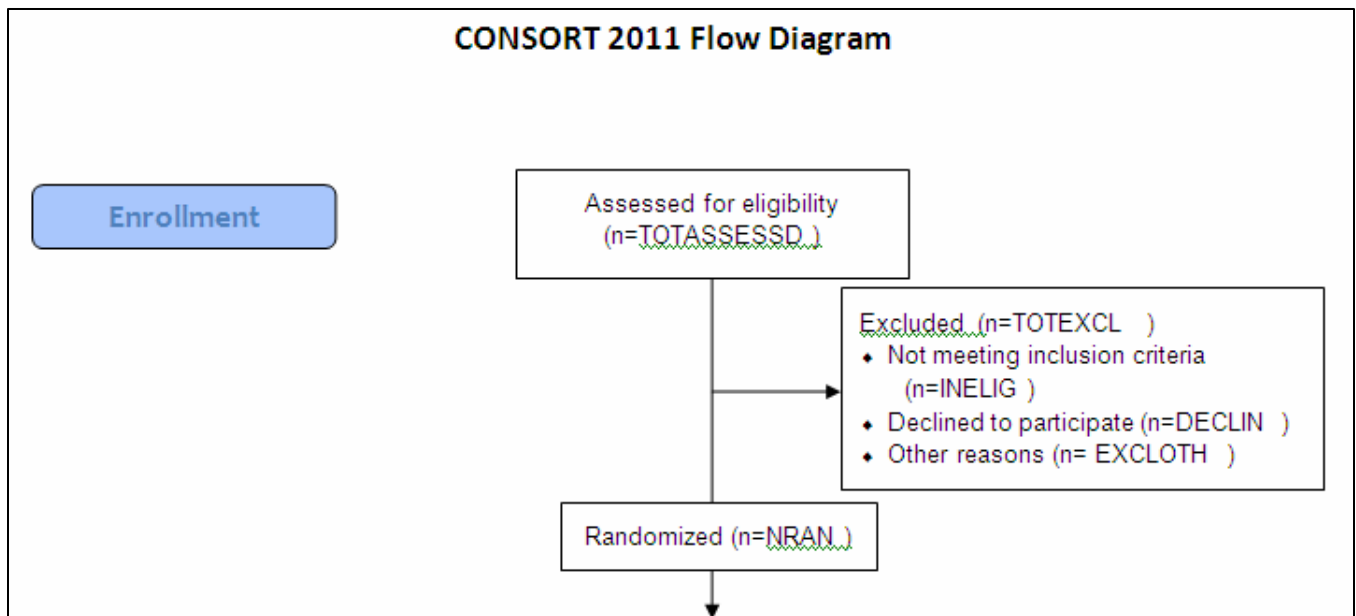 CONSORT 2011 Flow Diagram
Enrollment
Assessed for eligibility
(n=TOTASSESSD )
Excluded (n=TOTEXCL )
⬥ Not meeting inclusion criteria
(n=INELIG )
⬥ Declined to participate (n=DECLIN )
⬥ Other reasons (n= EXCLOTH )
Randomized (n=NRAN )